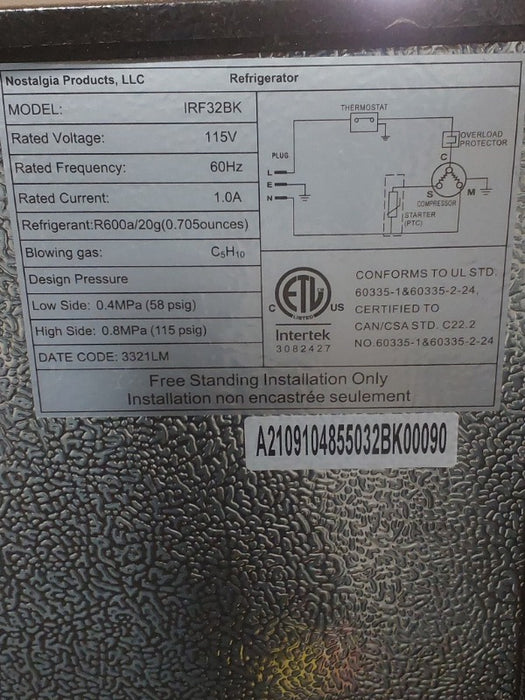 Nostalgia Products, LLC Refrigerator
MODEL: IRF32BK
Rated Voltage: 115V
Rated Frequency: 60Hz
Rated Current: 1.0A
Refrigerant:R600a/20g(0.705ounces)
Blowing gas: C₅H₁₀
Design Pressure
Low Side: 0.4MPa (58 psig)
High Side: 0.8MPa (115 psig)
DATE CODE: 3321LM
THERMOSTAT
OVERLOAD
PROTECTOR
PLUG
L
E
N
C
S M
COMPRESSOR
STARTER
(PTC)
ETL
LISTED
C US
Intertek
3082427
CONFORMS TO UL STD.
60335-1&60335-2-24,
CERTIFIED TO
CAN/CSA STD. C22.2
NO.60335-1&60335-2-24
Free Standing Installation Only
Installation non encastrée seulement
A2109104855032BK00090